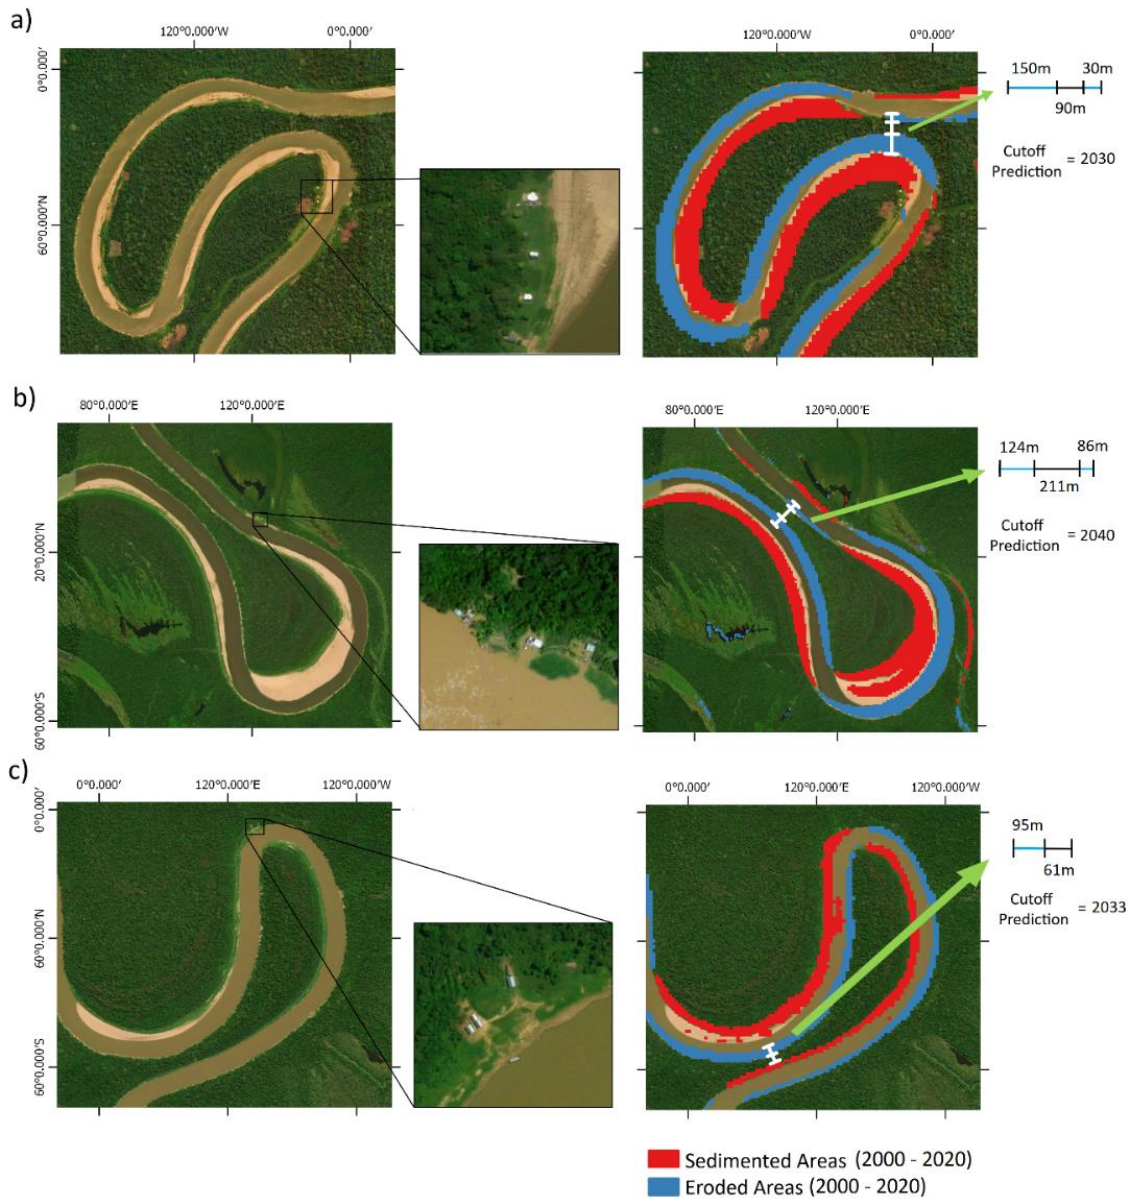 a)
120°0.000'W 0°0.000'
120°0.000'W 0°0.000'
0°0.000'
60°0.000'N
150m 30m
90m
Cutoff
Prediction = 2030
b)
80°0.000'E 120°0.000'E
80°0.000'E 120°0.000'E
20°0.000'N
60°0.000'S
124m 86m
211m
Cutoff
Prediction = 2040
c)
0°0.000' 120°0.000'E 120°0.000'W
0°0.000' 120°0.000'E 120°0.000'W
0°0.000'
60°0.000'N
60°0.000'S
95m
61m
Cutoff
Prediction = 2033
Sedimented Areas (2000 - 2020)
Eroded Areas (2000 - 2020)